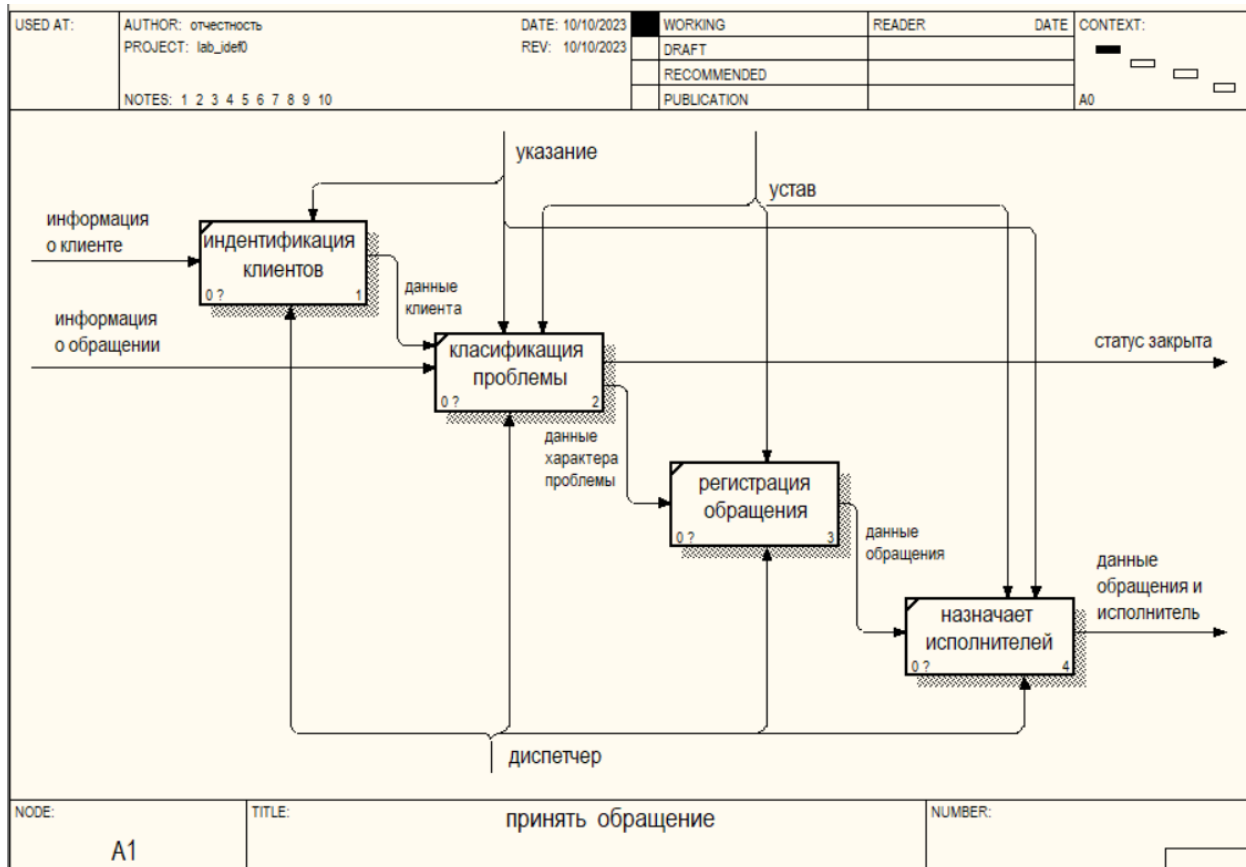 USED AT:
AUTHOR: отчестность
DATE: 10/10/2023
WORKING
READER
DATE
CONTEXT:
PROJECT: lab_idef0
REV: 10/10/2023
DRAFT
RECOMMENDED
NOTES: 1 2 3 4 5 6 7 8 9 10
PUBLICATION
A0
указание
устав
информация
о клиенте
индентификация
клиентов
0 ?
1
данные
клиента
информация
о обращении
класификация
проблемы
0 ?
2
статус закрыта
данные
характера
проблемы
регистрация
обращения
0 ?
3
данные
обращения
данные
обращения и
исполнитель
назначает
исполнителей
0 ?
4
диспетчер
NODE:
A1
TITLE:
принять обращение
NUMBER: